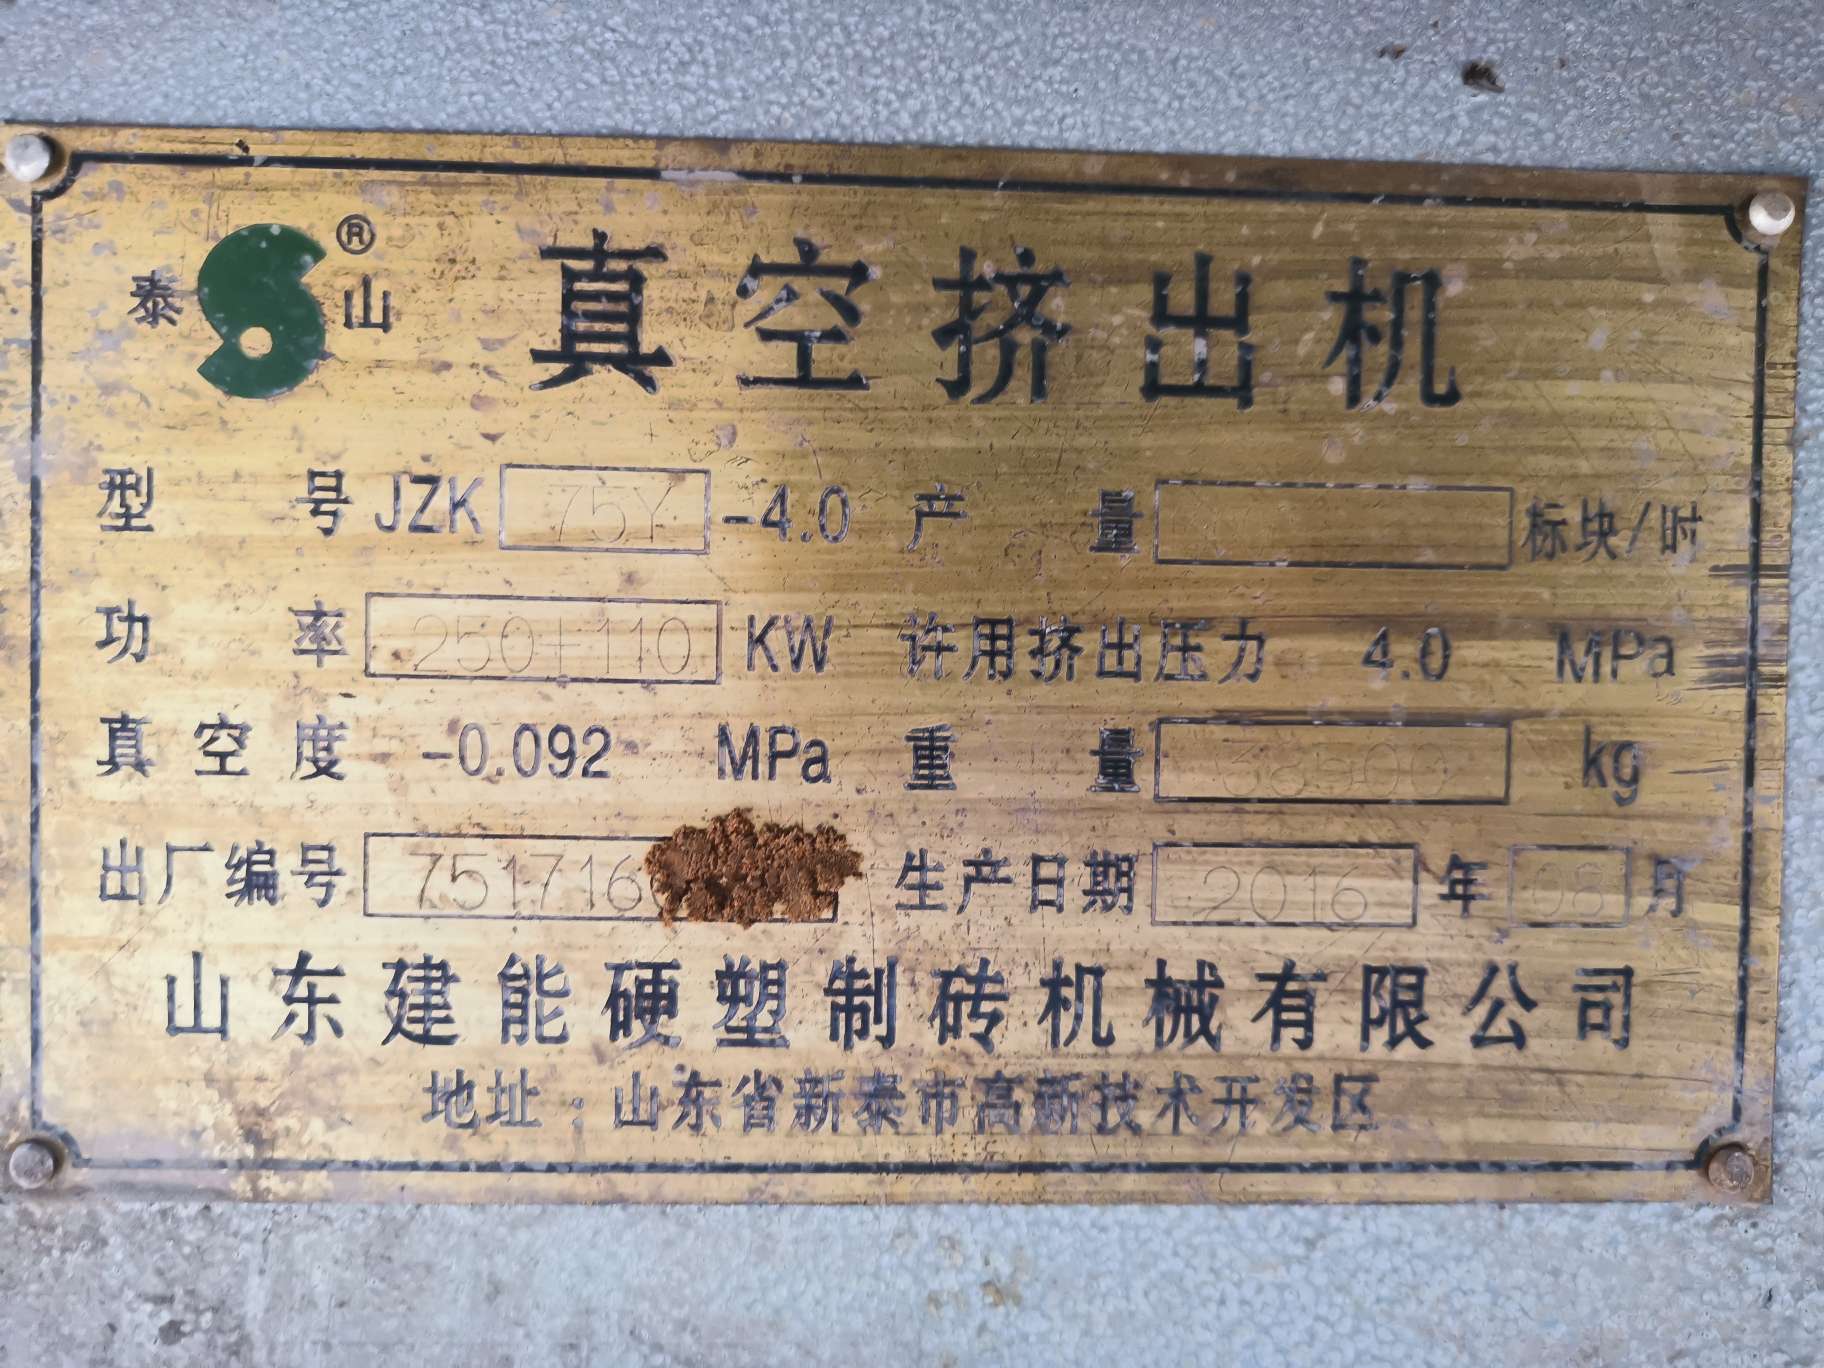 泰山®
真空挤出机
型号 JZK 75Y -4.0 产量 标块/时
功率 250+110 KW 许用挤出压力 4.0 MPa
真空度 -0.092 MPa 重量 38500 kg
出厂编号 7517160 生产日期 2016 年 08 月
山东建能硬塑制砖机械有限公司
地址:山东省新泰市高新技术开发区